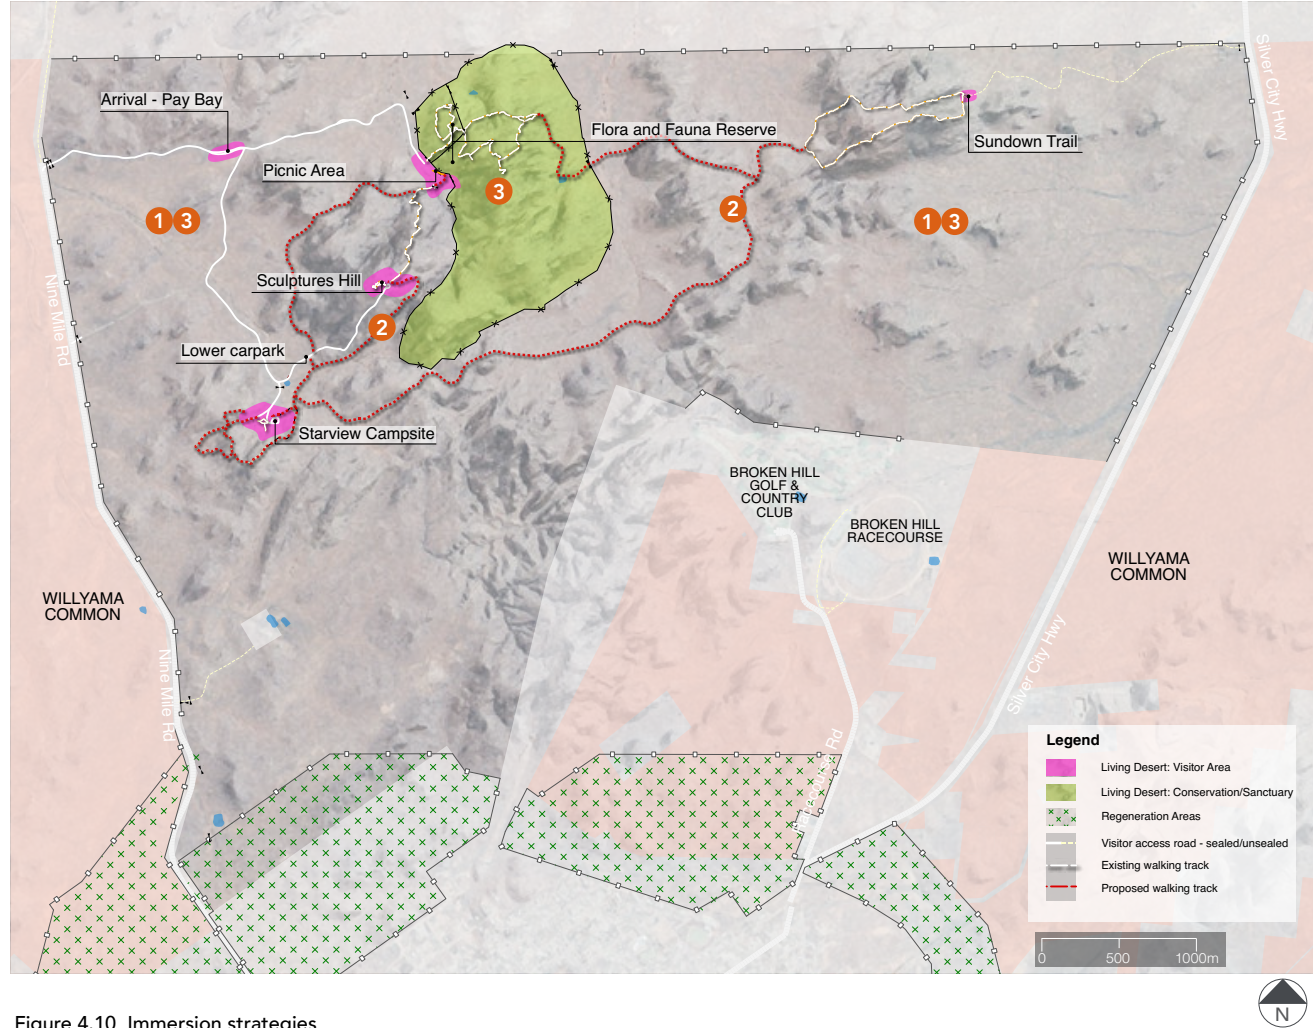 Silver City Hwy
Arrival - Pay Bay
Flora and Fauna Reserve
Sundown Trail
Picnic Area
3
2
1 3
1 3
Sculptures Hill
Nine Mile Rd
2
Lower carpark
Starview Campsite
BROKEN HILL
GOLF &
COUNTRY
CLUB
BROKEN HILL
RACECOURSE
WILLYAMA
COMMON
WILLYAMA
COMMON
Nine Mile Rd
Silver City Hwy
Racecourse Rd
Legend
Living Desert: Visitor Area
Living Desert: Conservation/Sanctuary
Regeneration Areas
Visitor access road - sealed/unsealed
Existing walking track
Proposed walking track
0 500 1000m
N
Figure 4.10 Immersion strategies